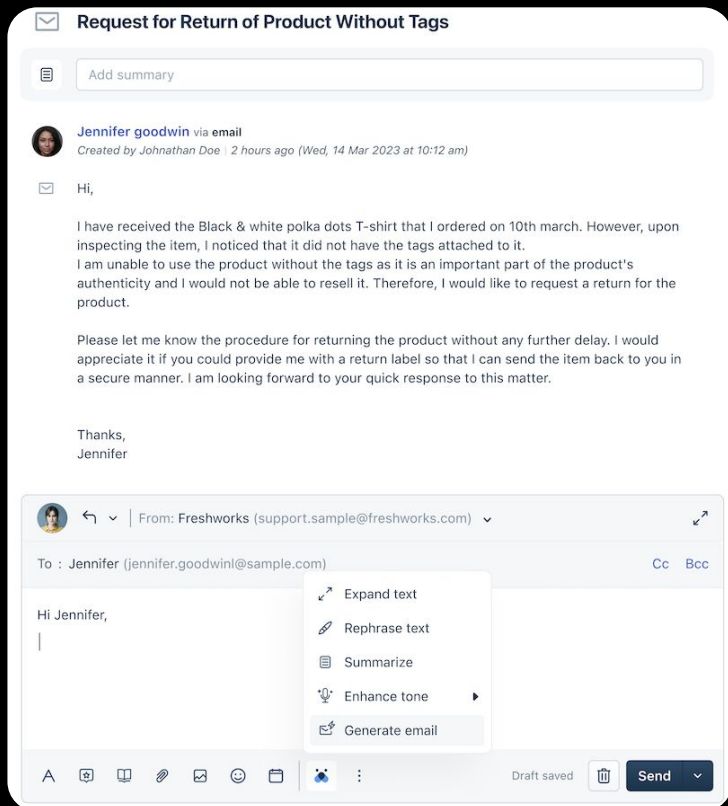 Request for Return of Product Without Tags
Add summary
Jennifer goodwin via email
Created by Johnathan Doe | 2 hours ago (Wed, 14 Mar 2023 at 10:12 am)
Hi,
I have received the Black & white polka dots T-shirt that I ordered on 10th march. However, upon
inspecting the item, I noticed that it did not have the tags attached to it.
I am unable to use the product without the tags as it is an important part of the product's
authenticity and I would not be able to resell it. Therefore, I would like to request a return for the
product.
Please let me know the procedure for returning the product without any further delay. I would
appreciate it if you could provide me with a return label so that I can send the item back to you in
a secure manner. I am looking forward to your quick response to this matter.
Thanks,
Jennifer
From: Freshworks (support.sample@freshworks.com)
To : Jennifer (jennifer.goodwinl@sample.com)
Cc Bcc
Hi Jennifer,
Expand text
Rephrase text
Summarize
Enhance tone
Generate email
Draft saved
Send